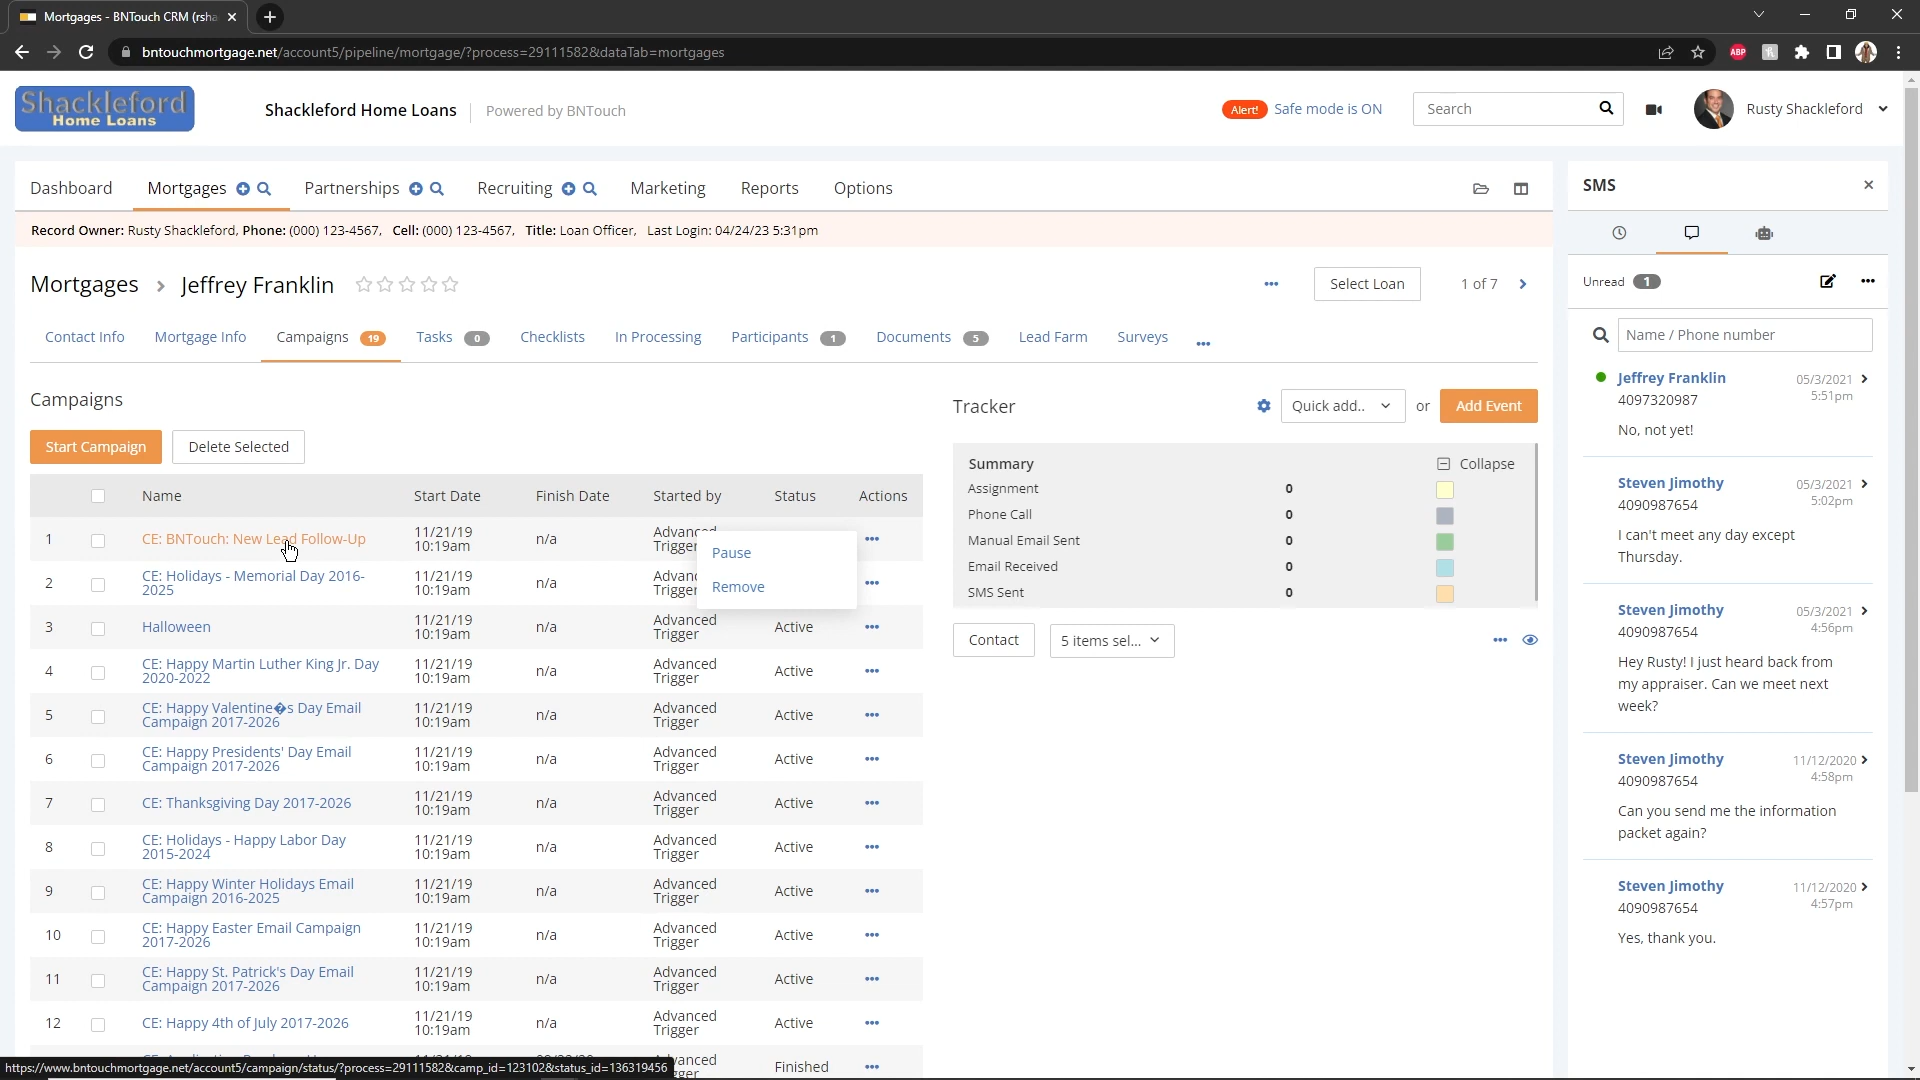 Mortgages - BNTouch CRM (rsha
bntouchmortgage.net/account5/pipeline/mortgage/?process=29111582&dataTab=mortgages
ABP
Shackleford
Home Loans
Shackleford Home Loans
Powered by BNTouch
Alert! Safe mode is ON
Search
Rusty Shackleford
Dashboard Mortgages Partnerships Recruiting Marketing Reports Options
Record Owner: Rusty Shackleford, Phone: (000) 123-4567, Cell: (000) 123-4567, Title: Loan Officer, Last Login: 04/24/23 5:31pm
Mortgages > Jeffrey Franklin
Select Loan
1 of 7
Contact Info Mortgage Info Campaigns 19 Tasks 0 Checklists In Processing Participants 1 Documents 5 Lead Farm Surveys
Campaigns
Start Campaign Delete Selected
Name Start Date Finish Date Started by Status Actions
1 CE: BNTouch: New Lead Follow-Up 11/21/19 10:19am n/a
2 CE: Holidays - Memorial Day 2016-
2025 11/21/19 10:19am n/a
Pause
Remove
3 Halloween 11/21/19 10:19am n/a Advanced Trigger Active
4 CE: Happy Martin Luther King Jr. Day
2020-2022 11/21/19 10:19am n/a Advanced Trigger Active
5 CE: Happy Valentine�s Day Email
Campaign 2017-2026 11/21/19 10:19am n/a Advanced Trigger Active
6 CE: Happy Presidents' Day Email
Campaign 2017-2026 11/21/19 10:19am n/a Advanced Trigger Active
7 CE: Thanksgiving Day 2017-2026 11/21/19 10:19am n/a Advanced Trigger Active
8 CE: Holidays - Happy Labor Day
2015-2024 11/21/19 10:19am n/a Advanced Trigger Active
9 CE: Happy Winter Holidays Email
Campaign 2016-2025 11/21/19 10:19am n/a Advanced Trigger Active
10 CE: Happy Easter Email Campaign
2017-2026 11/21/19 10:19am n/a Advanced Trigger Active
11 CE: Happy St. Patrick's Day Email
Campaign 2017-2026 11/21/19 10:19am n/a Advanced Trigger Active
12 CE: Happy 4th of July 2017-2026 11/21/19 10:19am n/a Advanced Trigger Active
Finished
https://www.bntouchmortgage.net/account5/campaign/status/?process=29111582&camp_id=123102&status_id=136319456
Tracker
Quick add.. or Add Event
Summary Collapse
Assignment 0
Phone Call 0
Manual Email Sent 0
Email Received 0
SMS Sent 0
Contact 5 items sel...
SMS
Unread 1
Name / Phone number
Jeffrey Franklin 05/3/2021
4097320987 5:51pm
No, not yet!
Steven Jimothy 05/3/2021
4090987654 5:02pm
I can't meet any day except
Thursday.
Steven Jimothy 05/3/2021
4090987654 4:56pm
Hey Rusty! I just heard back from
my appraiser. Can we meet next
week?
Steven Jimothy 11/12/2020
4090987654 4:58pm
Can you send me the information
packet again?
Steven Jimothy 11/12/2020
4090987654 4:57pm
Yes, thank you.